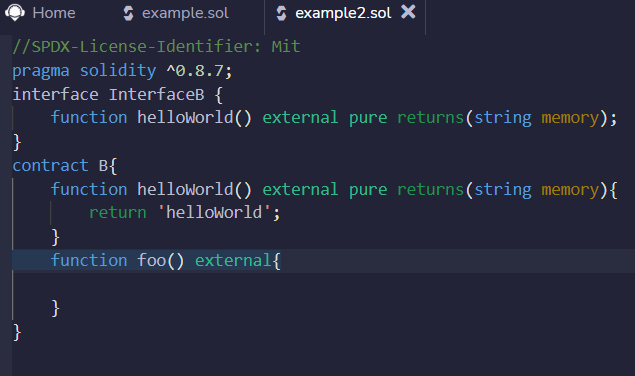 Home example.sol example2.sol
//SPDX-License-Identifier: Mit
pragma solidity ^0.8.7;
interface InterfaceB {
    function helloWorld() external pure returns(string memory);
}
contract B{
    function helloWorld() external pure returns(string memory){
        return 'helloWorld';
    }
    function foo() external{
    }
}